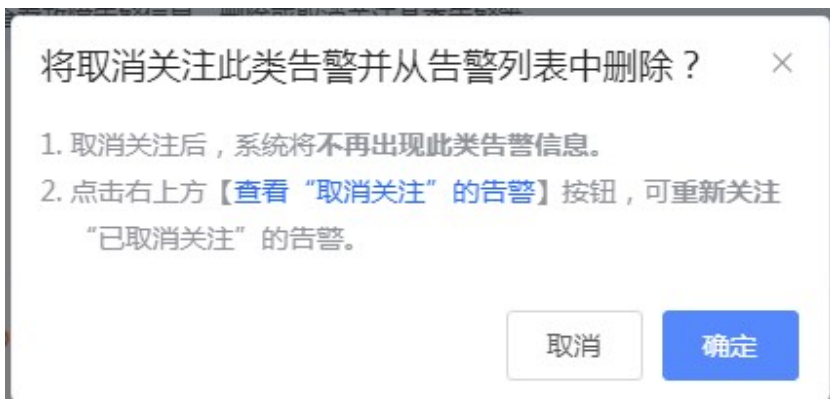 将取消关注此类告警并从告警列表中删除？
1. 取消关注后，系统将不再出现此类告警信息。
2. 点击右上方【查看“取消关注”的告警】按钮，可重新关注
“已取消关注”的告警。
取消
确定